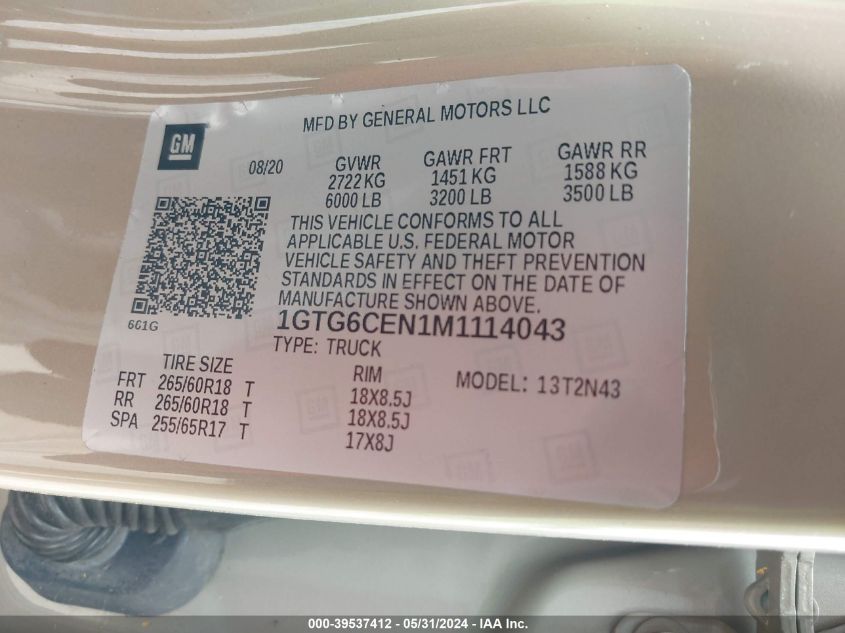 MFD BY GENERAL MOTORS LLC
GM
08/20
GVWR GAWR FRT GAWR RR
2722 KG 1451 KG 1588 KG
6000 LB 3200 LB 3500 LB
THIS VEHICLE CONFORMS TO ALL
APPLICABLE U.S. FEDERAL MOTOR
VEHICLE SAFETY AND THEFT PREVENTION
STANDARDS IN EFFECT ON THE DATE OF
MANUFACTURE SHOWN ABOVE.
661G
1GTG6CEN1M1114043
TYPE: TRUCK
TIRE SIZE RIM MODEL: 13T2N43
FRT 265/60R18 T 18X8.5J
RR 265/60R18 T 18X8.5J
SPA 255/65R17 T 17X8J
000-39537412 - 05/31/2024 - IAA Inc.